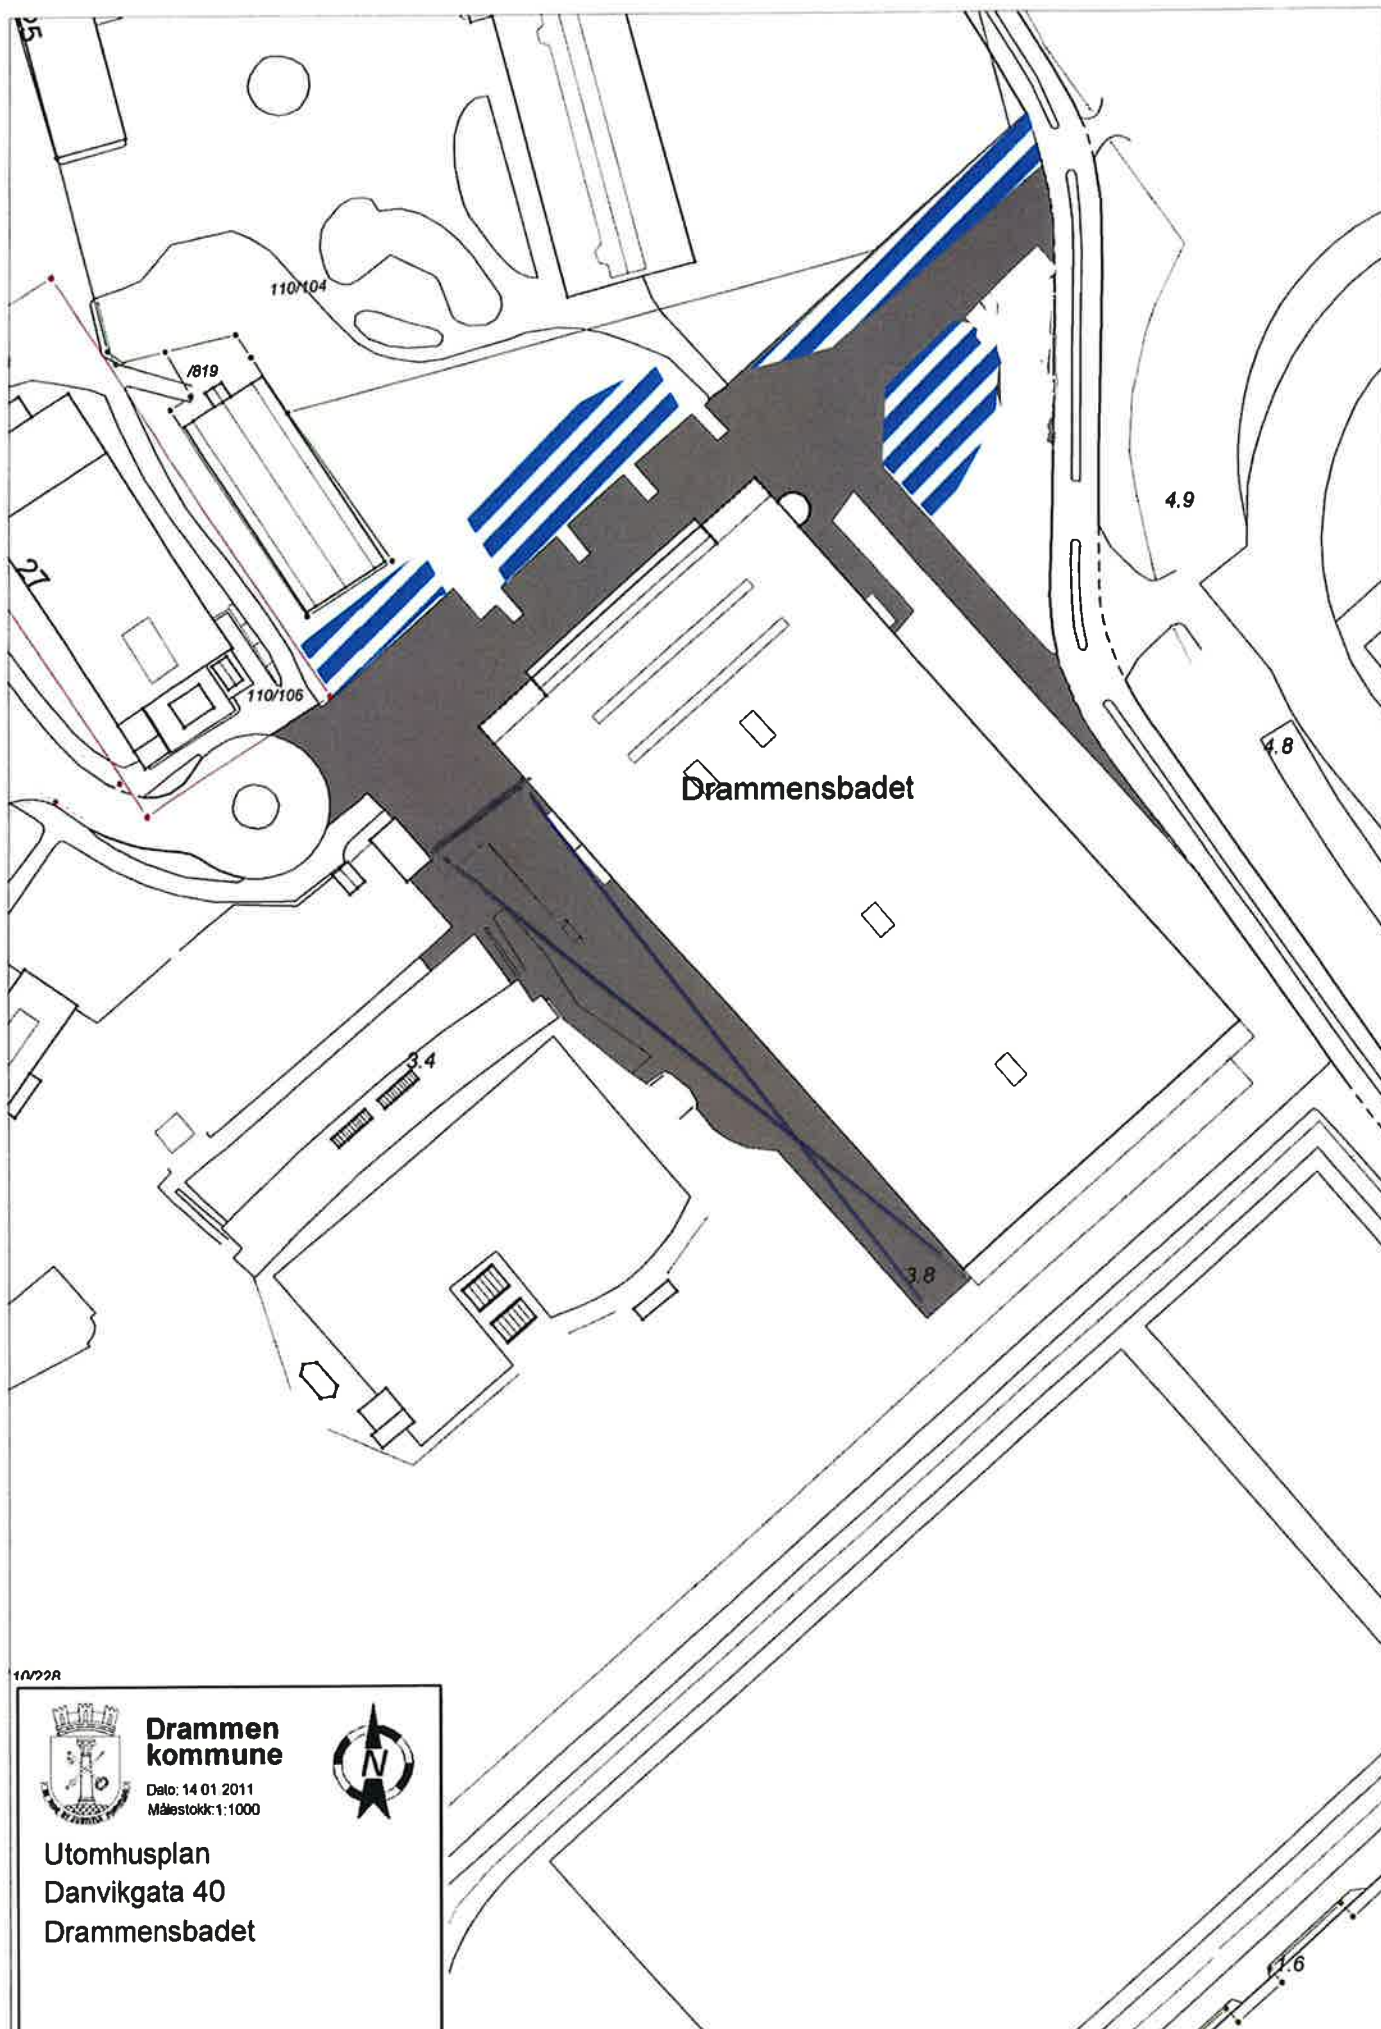 110/104
/819
27
110/106
4.9
4.8
Drammensbadet
3.4
3.8
10/228
Drammen
kommune
Dato: 14 01 2011
Målestokk:1:1000
N
Utomhusplan
Danvikgata 40
Drammensbadet
1.6